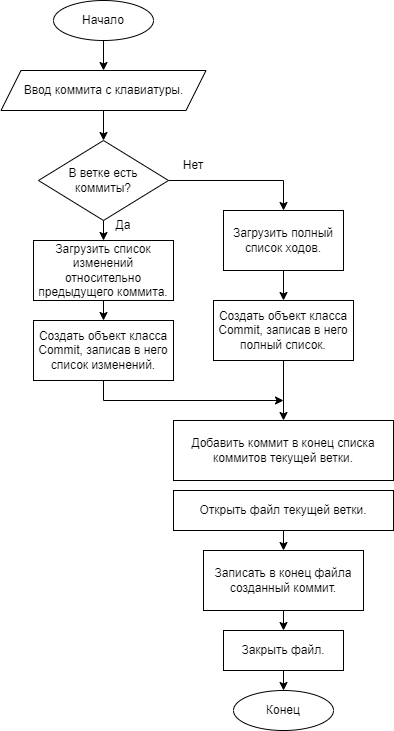 Начало
Ввод коммита с клавиатуры.
В ветке есть
коммиты?
Нет
Да
Загрузить список
изменений
относительно
предыдущего коммита.
Загрузить полный
список ходов.
Создать объект класса
Commit, записав в него
список изменений.
Создать объект класса
Commit, записав в него
полный список.
Добавить коммит в конец списка
коммитов текущей ветки.
Открыть файл текущей ветки.
Записать в конец файла
созданный коммит.
Закрыть файл.
Конец